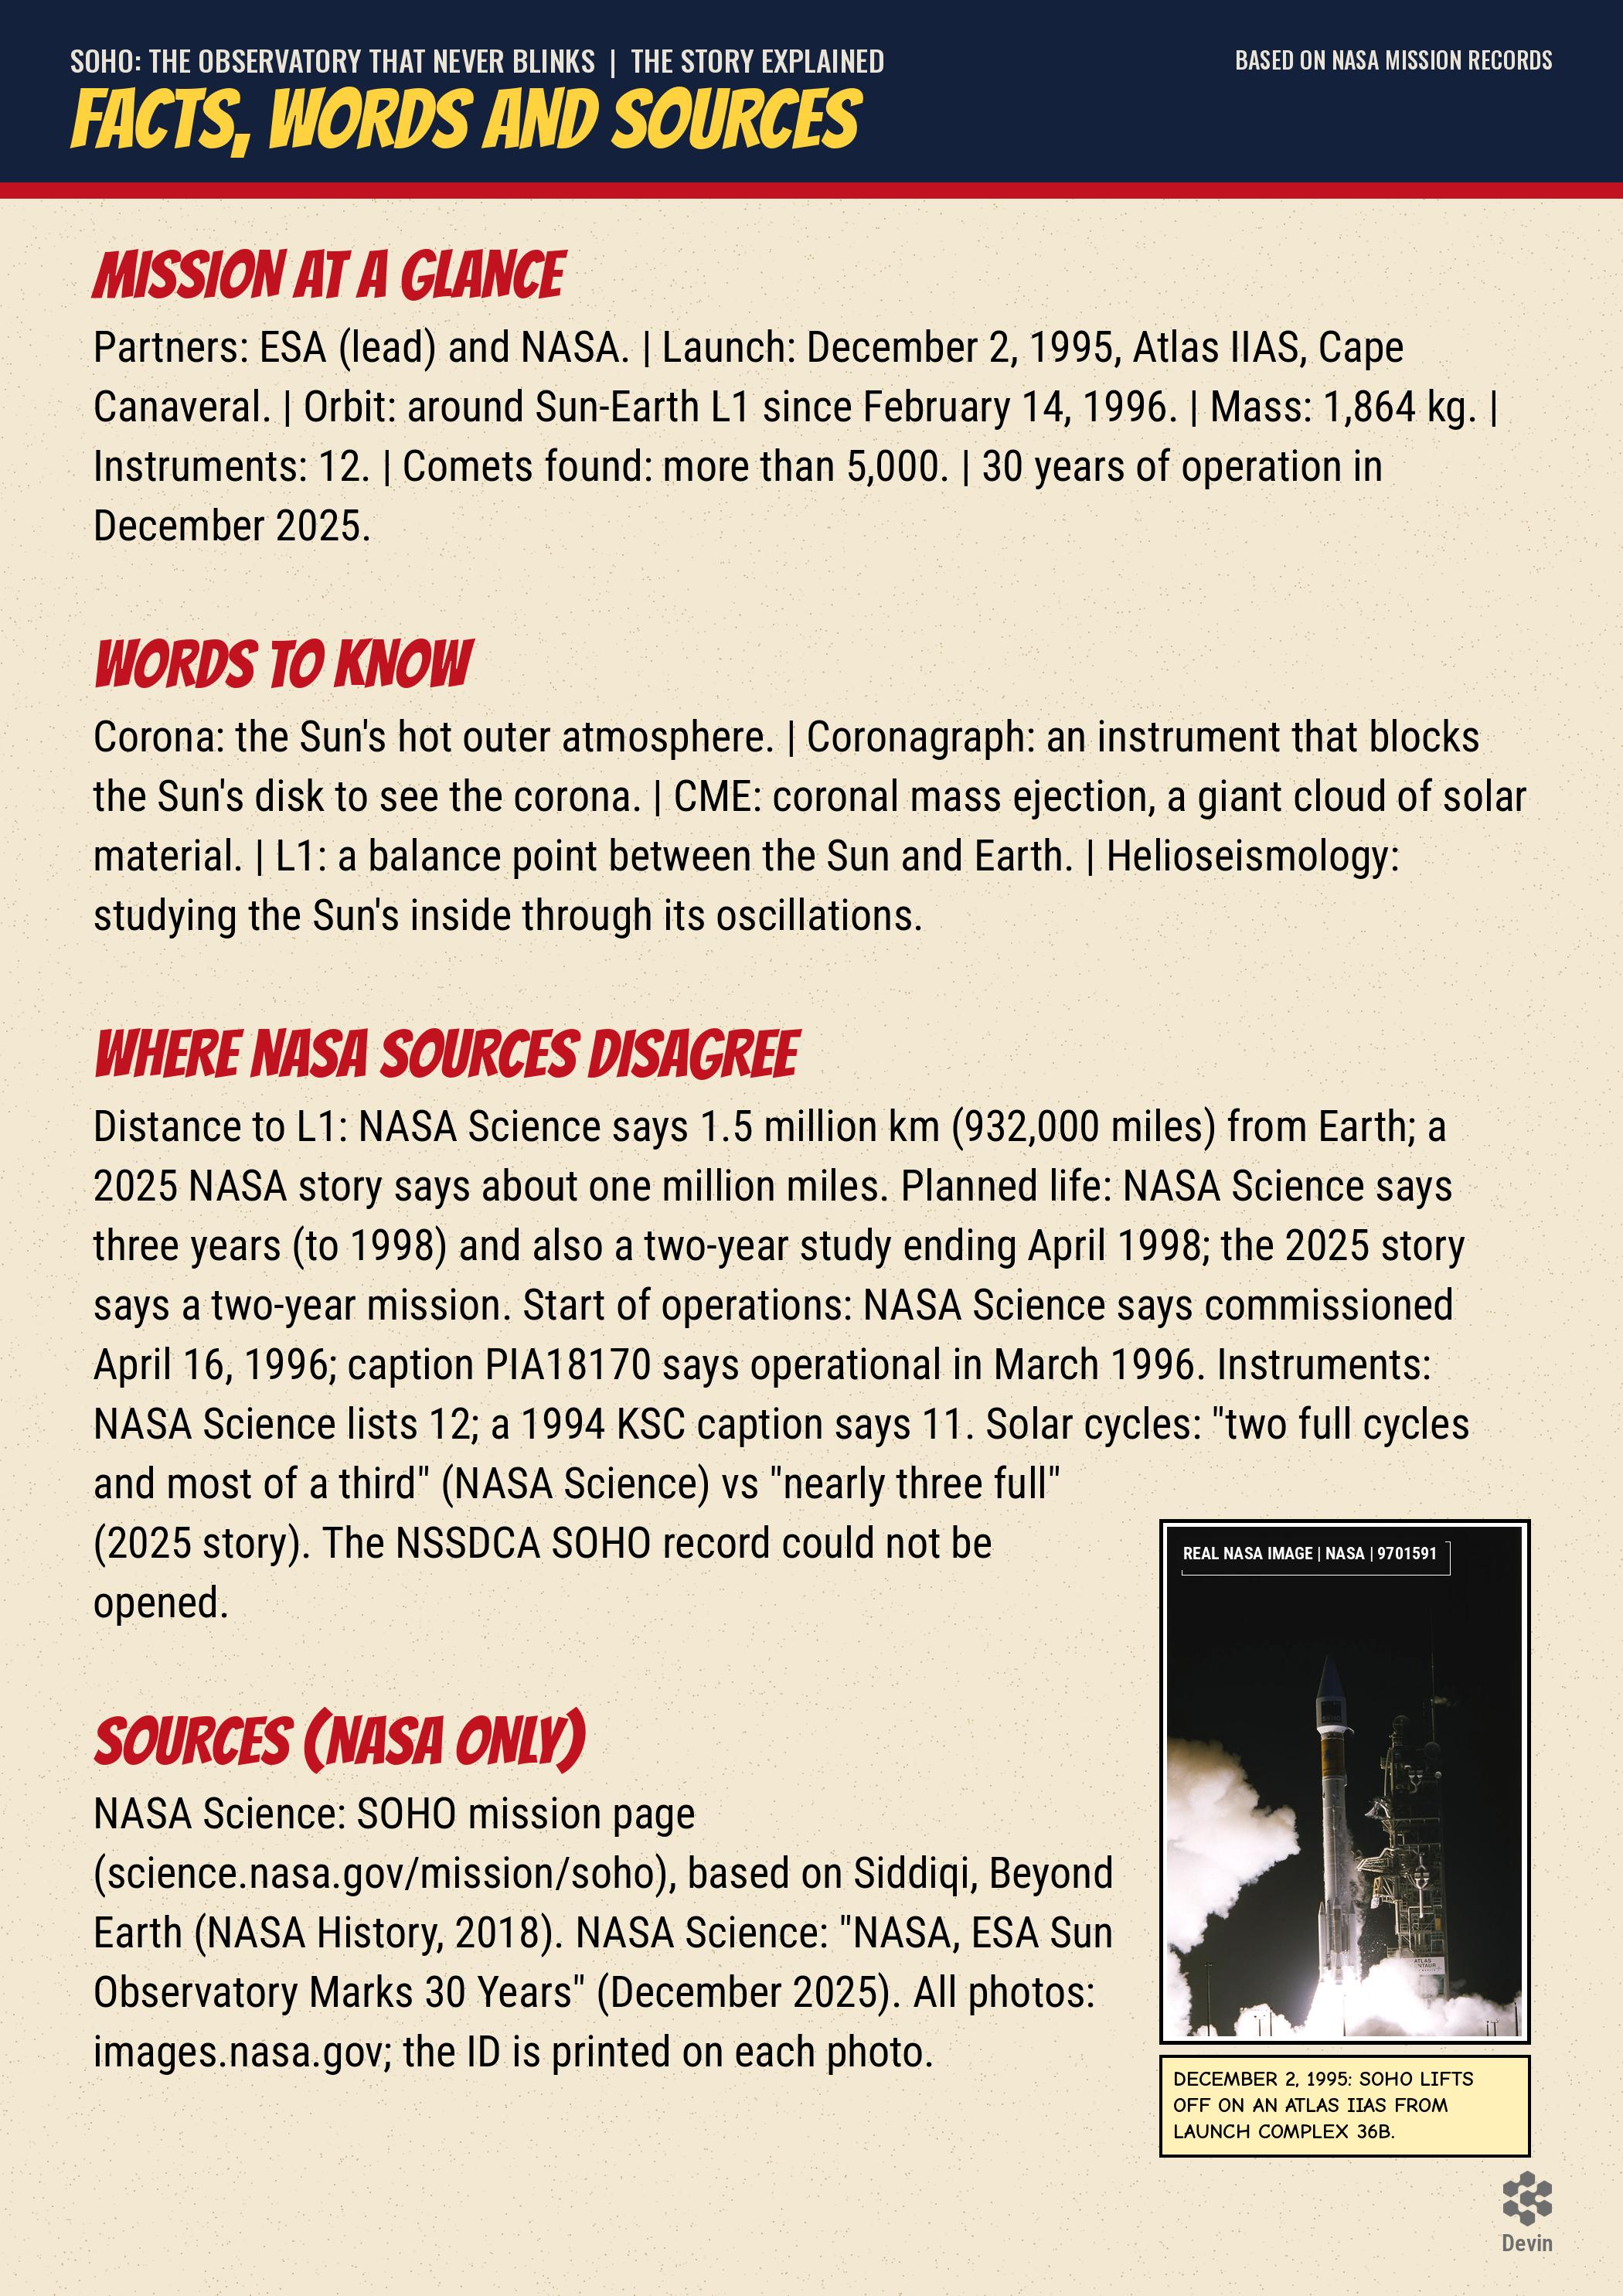 SOHO: THE OBSERVATORY THAT NEVER BLINKS | THE STORY EXPLAINED
BASED ON NASA MISSION RECORDS
FACTS, WORDS AND SOURCES
MISSION AT A GLANCE
Partners: ESA (lead) and NASA. | Launch: December 2, 1995, Atlas IIAS, Cape
Canaveral. | Orbit: around Sun-Earth L1 since February 14, 1996. | Mass: 1,864 kg. |
Instruments: 12. | Comets found: more than 5,000. | 30 years of operation in
December 2025.
WORDS TO KNOW
Corona: the Sun's hot outer atmosphere. | Coronagraph: an instrument that blocks
the Sun's disk to see the corona. | CME: coronal mass ejection, a giant cloud of solar
material. | L1: a balance point between the Sun and Earth. | Helioseismology:
studying the Sun's inside through its oscillations.
WHERE NASA SOURCES DISAGREE
Distance to L1: NASA Science says 1.5 million km (932,000 miles) from Earth; a
2025 NASA story says about one million miles. Planned life: NASA Science says
three years (to 1998) and also a two-year study ending April 1998; the 2025 story
says a two-year mission. Start of operations: NASA Science says commissioned
April 16, 1996; caption PIA18170 says operational in March 1996. Instruments:
NASA Science lists 12; a 1994 KSC caption says 11. Solar cycles: "two full cycles
and most of a third" (NASA Science) vs "nearly three full"
(2025 story). The NSSDCA SOHO record could not be
opened.
SOURCES (NASA ONLY)
NASA Science: SOHO mission page
(science.nasa.gov/mission/soho), based on Siddiqi, Beyond
Earth (NASA History, 2018). NASA Science: "NASA, ESA Sun
Observatory Marks 30 Years" (December 2025). All photos:
images.nasa.gov; the ID is printed on each photo.
REAL NASA IMAGE | NASA | 9701591
DECEMBER 2, 1995: SOHO LIFTS
OFF ON AN ATLAS IIAS FROM
LAUNCH COMPLEX 36B.
Devin